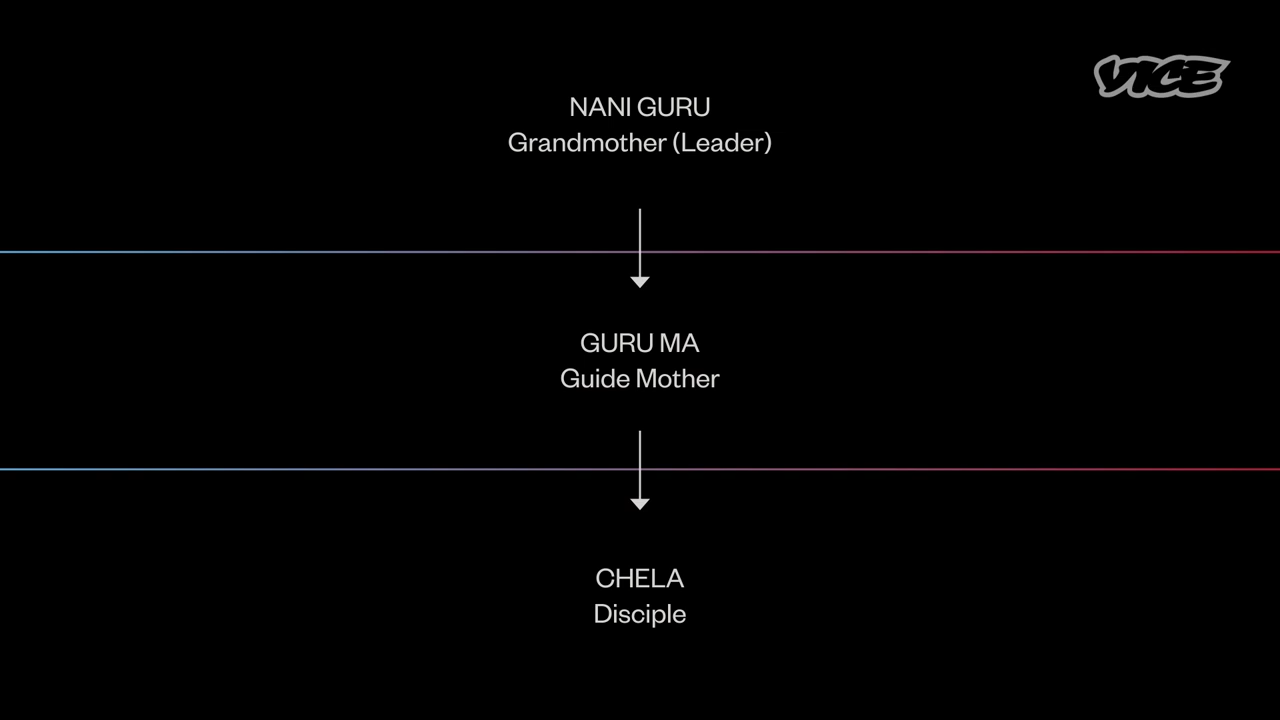 VICE
NANI GURU
Grandmother (Leader)
GURU MA
Guide Mother
CHELA
Disciple